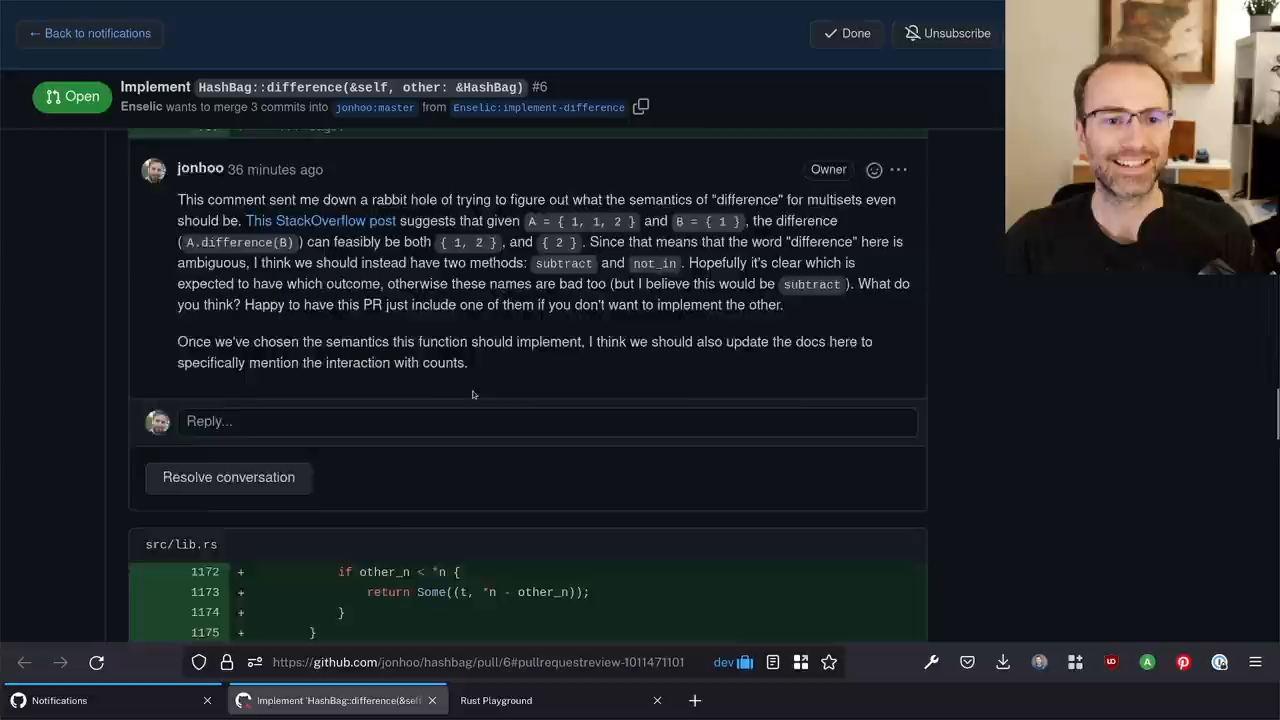 ← Back to notifications
Done
Unsubscribe
Open
Implement HashBag::difference(&self, other: &HashBag) #6
Enselic wants to merge 3 commits into jonhoo:master from Enselic:implement-difference
jonhoo 36 minutes ago
Owner
This comment sent me down a rabbit hole of trying to figure out what the semantics of "difference" for multisets even
should be. This StackOverflow post suggests that given A = { 1, 1, 2 } and B = { 1 }, the difference
(A.difference(B)) can feasibly be both { 1, 2 }, and { 2 }. Since that means that the word "difference" here is
ambiguous, I think we should instead have two methods: subtract and not_in. Hopefully it's clear which is
expected to have which outcome, otherwise these names are bad too (but I believe this would be subtract). What do
you think? Happy to have this PR just include one of them if you don't want to implement the other.
Once we've chosen the semantics this function should implement, I think we should also update the docs here to
specifically mention the interaction with counts.
Reply...
Resolve conversation
src/lib.rs
1172 + if other_n < *n {
1173 + return Some((t, *n - other_n));
1174 + }
1175 + }
https://github.com/jonhoo/hashbag/pull/6#pullrequestreview-1011471101
dev
Notifications
Implement `HashBag::difference(&self
Rust Playground